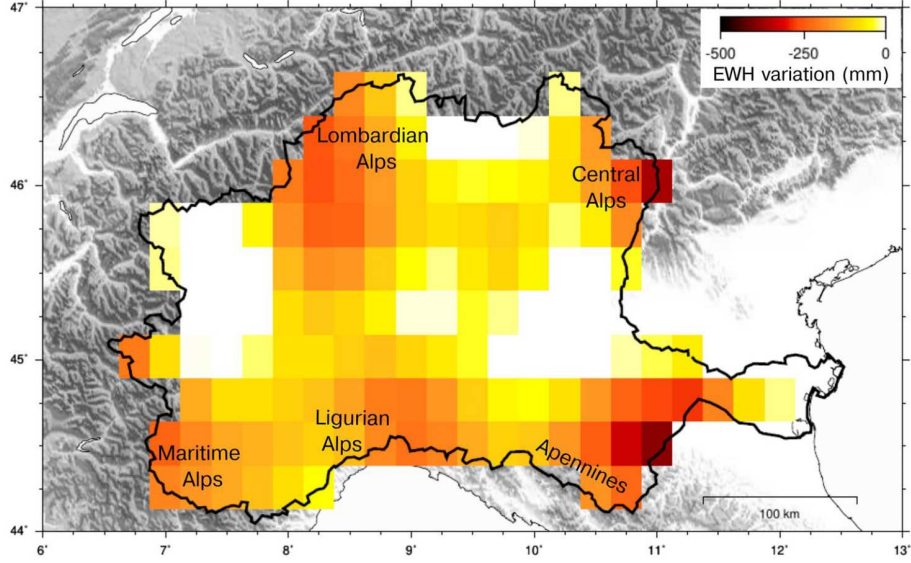 47˚
-500 -250 0
EWH variation (mm)
Lombardian
Alps
46˚
Central
Alps
45˚
Ligurian
Alps
Maritime
Alps
Apennines
100 km
44˚
6˚ 7˚ 8˚ 9˚ 10˚ 11˚ 12˚ 13˚